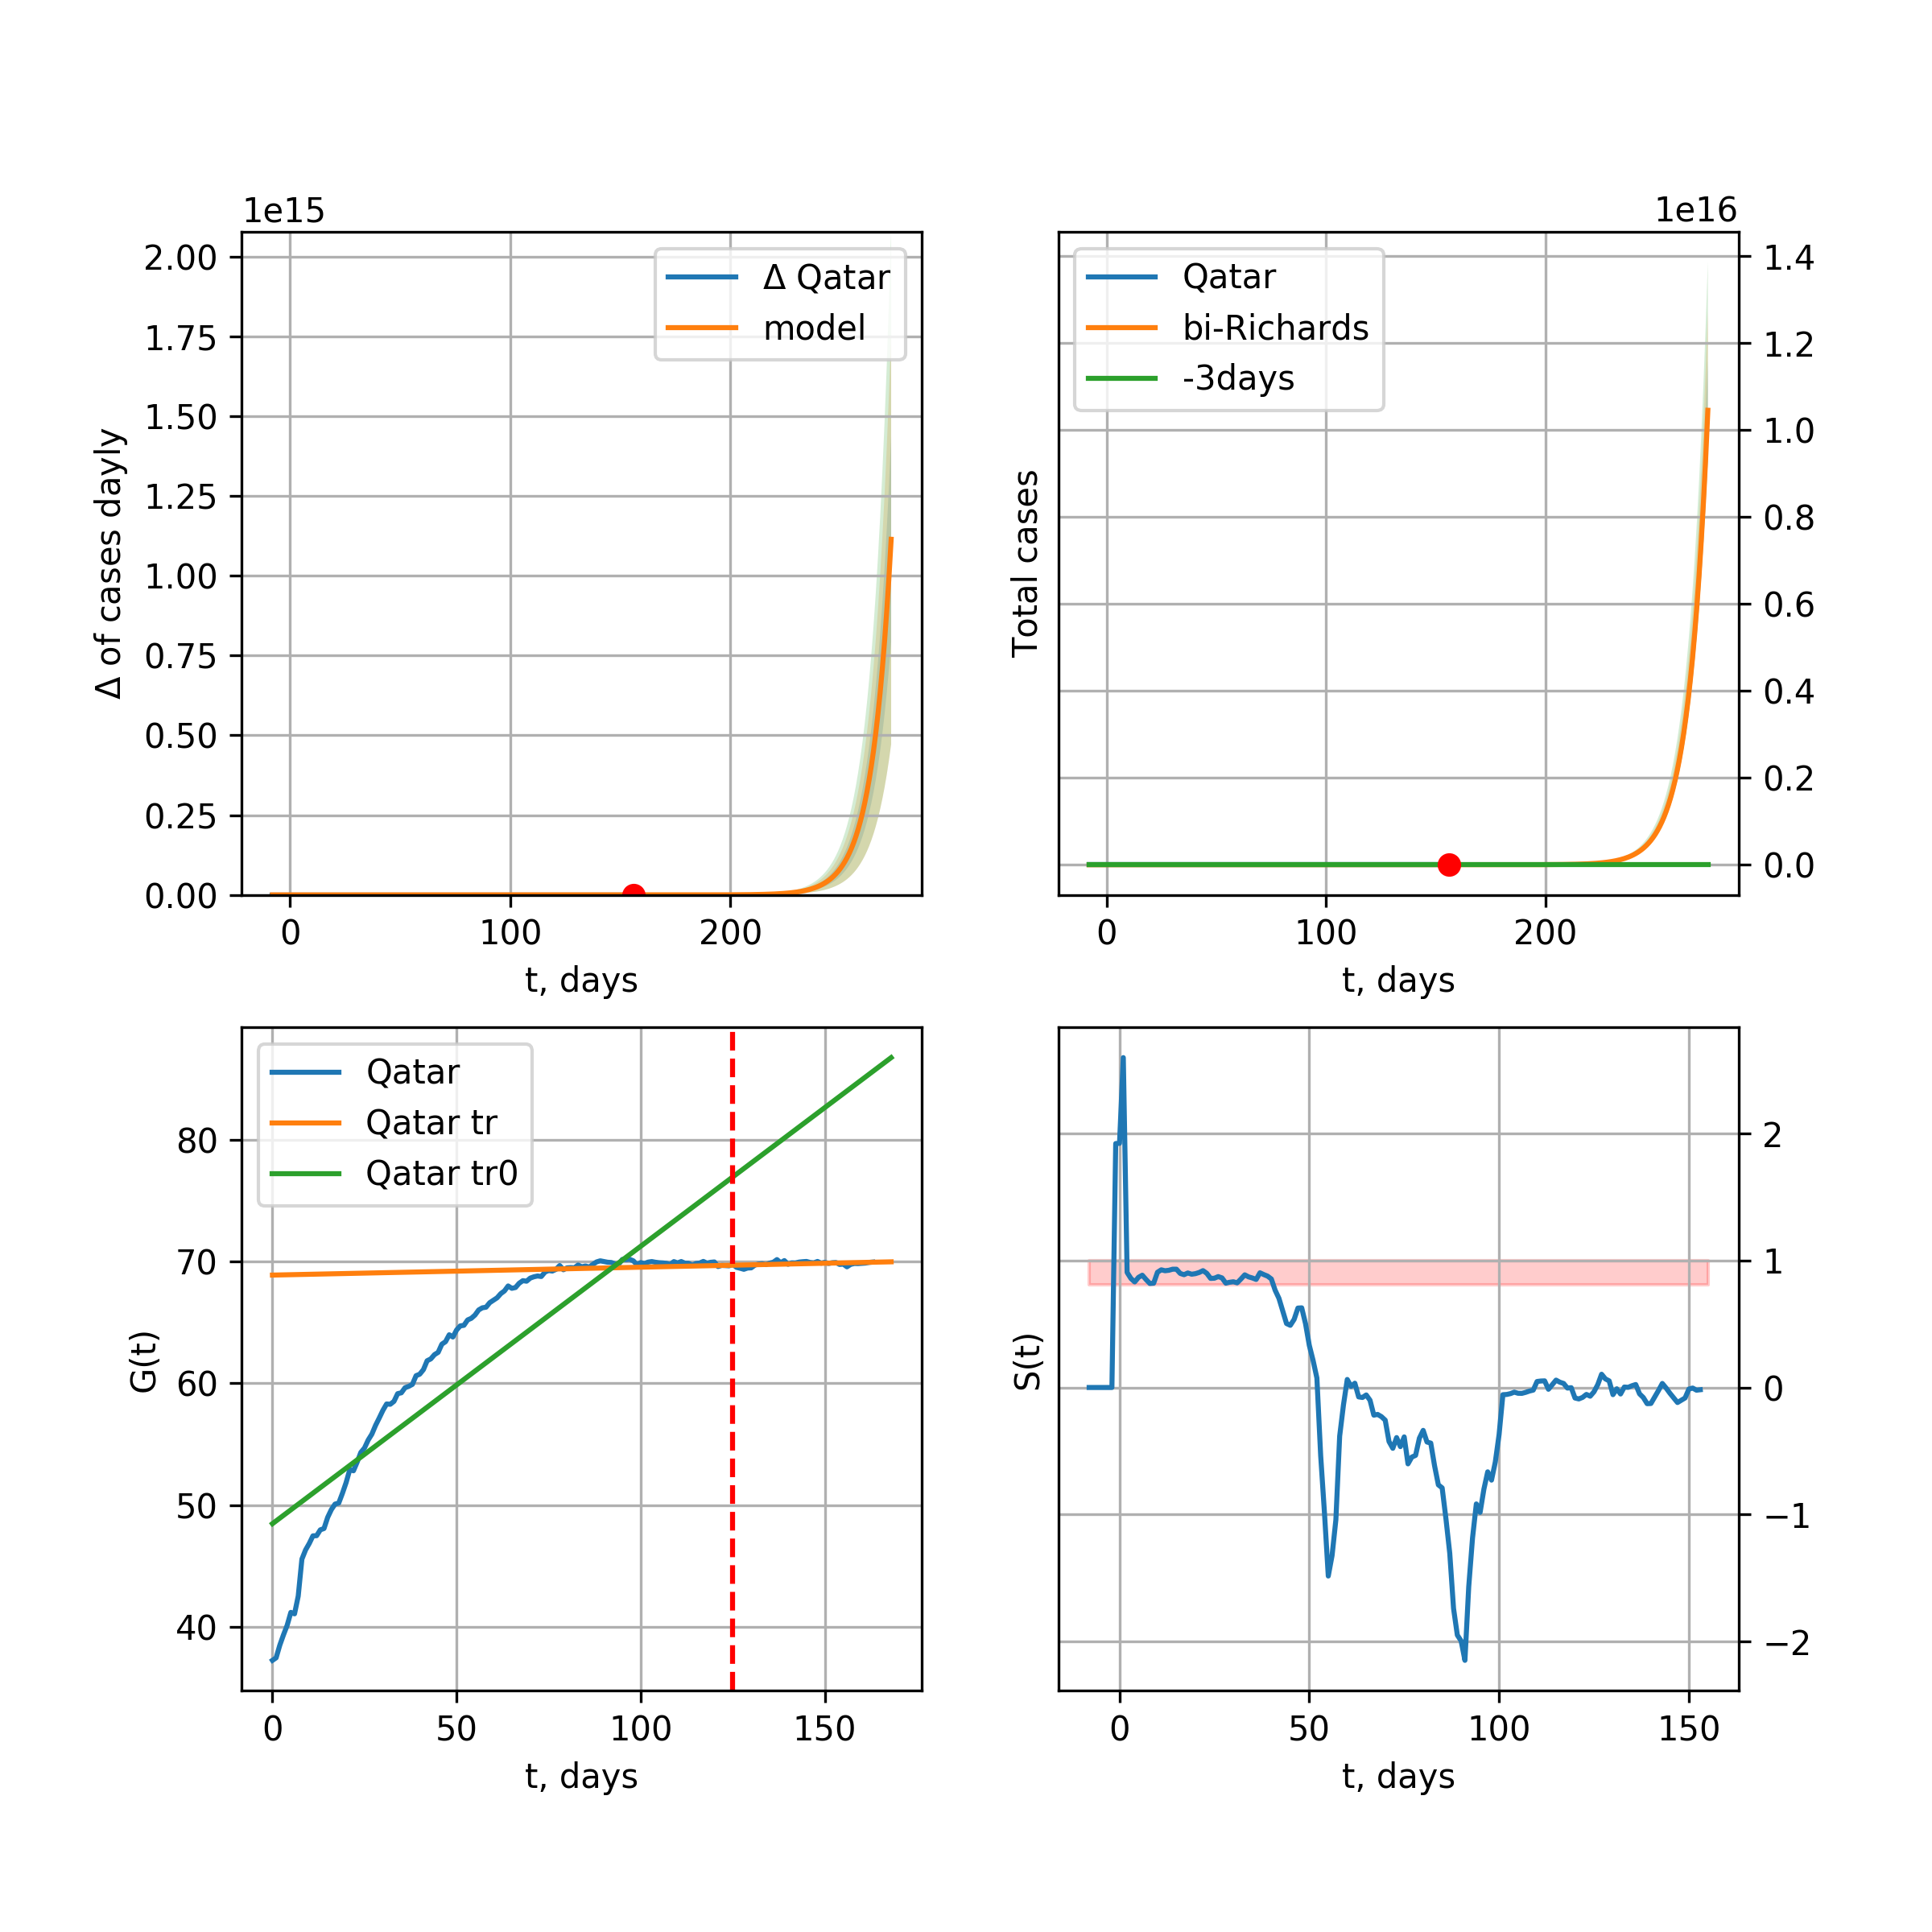 1e15
2.00
1.75
1.50
1.25
1.00
0.75
0.50
0.25
0.00
Δ of cases dayly
Δ Qatar
model
0
100
200
t, days
1e16
Total cases
Qatar
bi-Richards
-3days
1.4
1.2
1.0
0.8
0.6
0.4
0.2
0.0
0
100
200
t, days
G(t)
80
70
60
50
40
Qatar
Qatar tr
Qatar tr0
0
50
100
150
t, days
S(t)
2
1
0
−1
−2
0
50
100
150
t, days